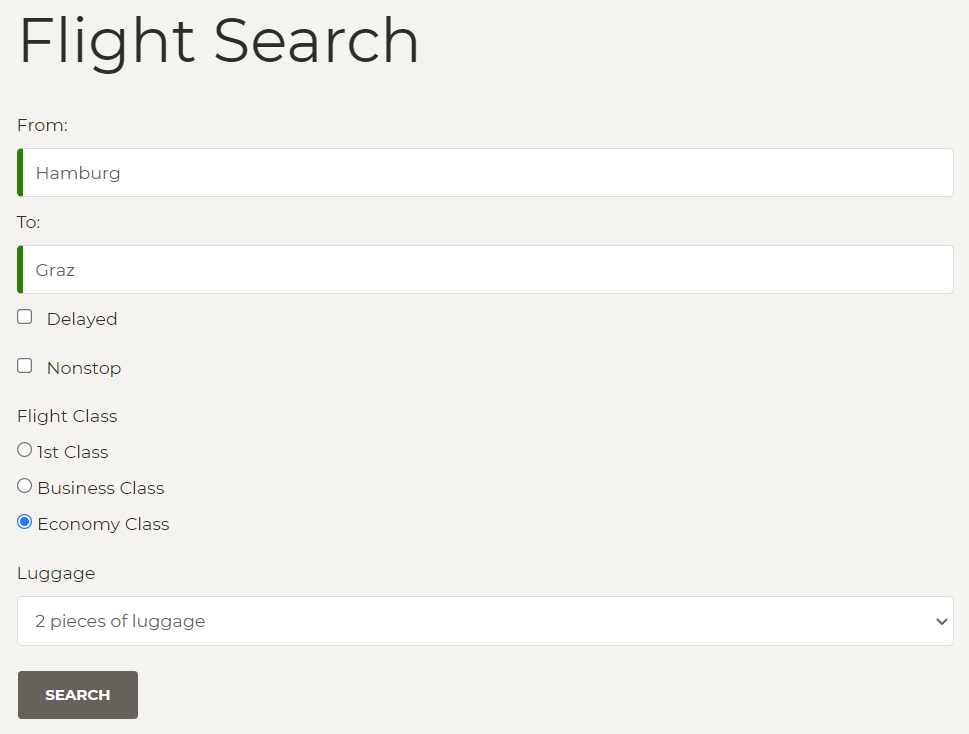 Flight Search
From:
Hamburg
To:
Graz
Delayed
Nonstop
Flight Class
1st Class
Business Class
Economy Class
Luggage
2 pieces of luggage
SEARCH